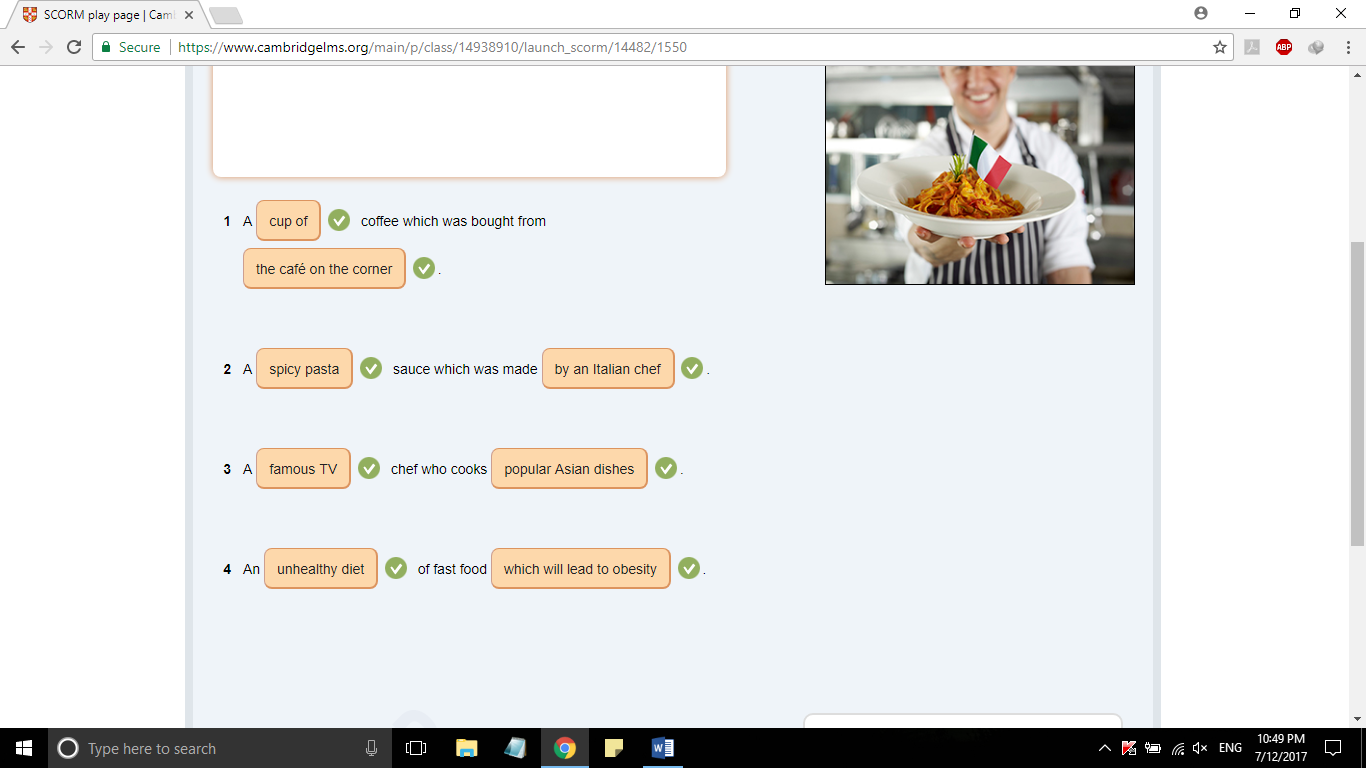 SCORM play page | Cam
Secure https://www.cambridgelms.org/main/p/class/14938910/launch_scorm/14482/1550
ABP
1 A cup of coffee which was bought from
the café on the corner .
2 A spicy pasta sauce which was made by an Italian chef .
3 A famous TV chef who cooks popular Asian dishes .
4 An unhealthy diet of fast food which will lead to obesity .
Type here to search
ENG
10:49 PM
7/12/2017